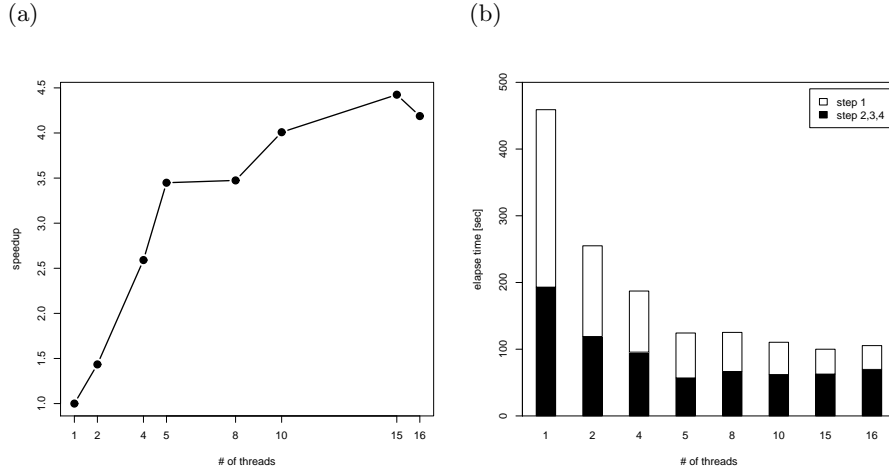 (a)
speedup
4.5
4.0
3.5
3.0
2.5
2.0
1.5
1.0
1 2 4 5 8 10 15 16
# of threads
(b)
elapse time [sec]
500
400
300
200
100
0
step 1
step 2,3,4
1 2 4 5 8 10 15 16
# of threads